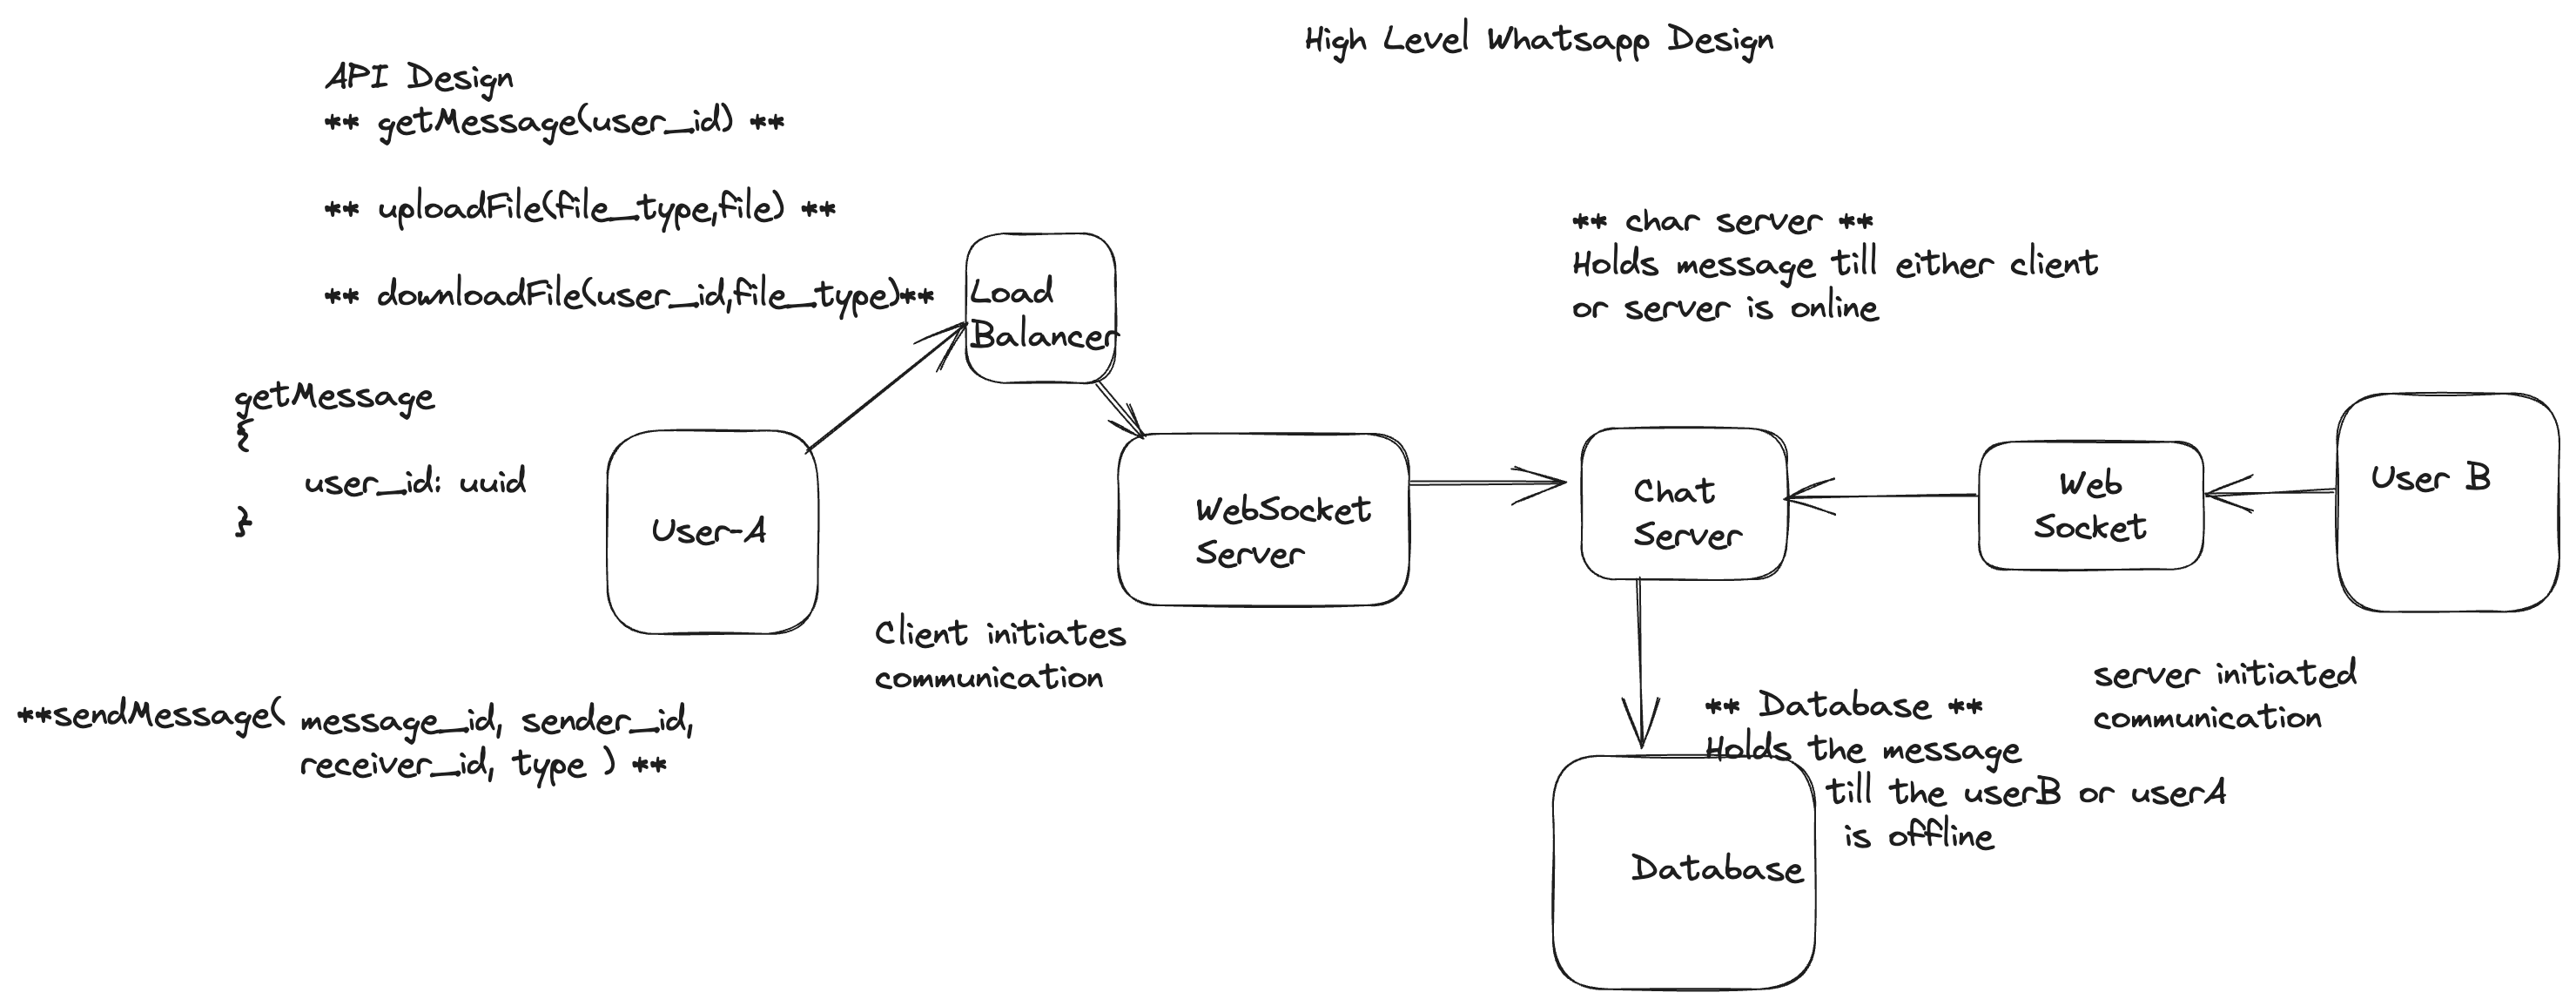 High Level Whatsapp Design
API Design
** getMessage(user_id) **
** uploadFile(file_type,file) **
** downloadFile(user_id,file_type)**
getMessage
{
user_id: uuid
}
**sendMessage( message_id, sender_id,
receiver_id, type ) **
User-A
Load
Balancer
Client initiates
communication
WebSocket
Server
** char server **
Holds message till either client
or server is online
Chat
Server
Web
Socket
User B
server initiated
communication
** Database **
Holds the message
till the userB or userA
is offline
Database